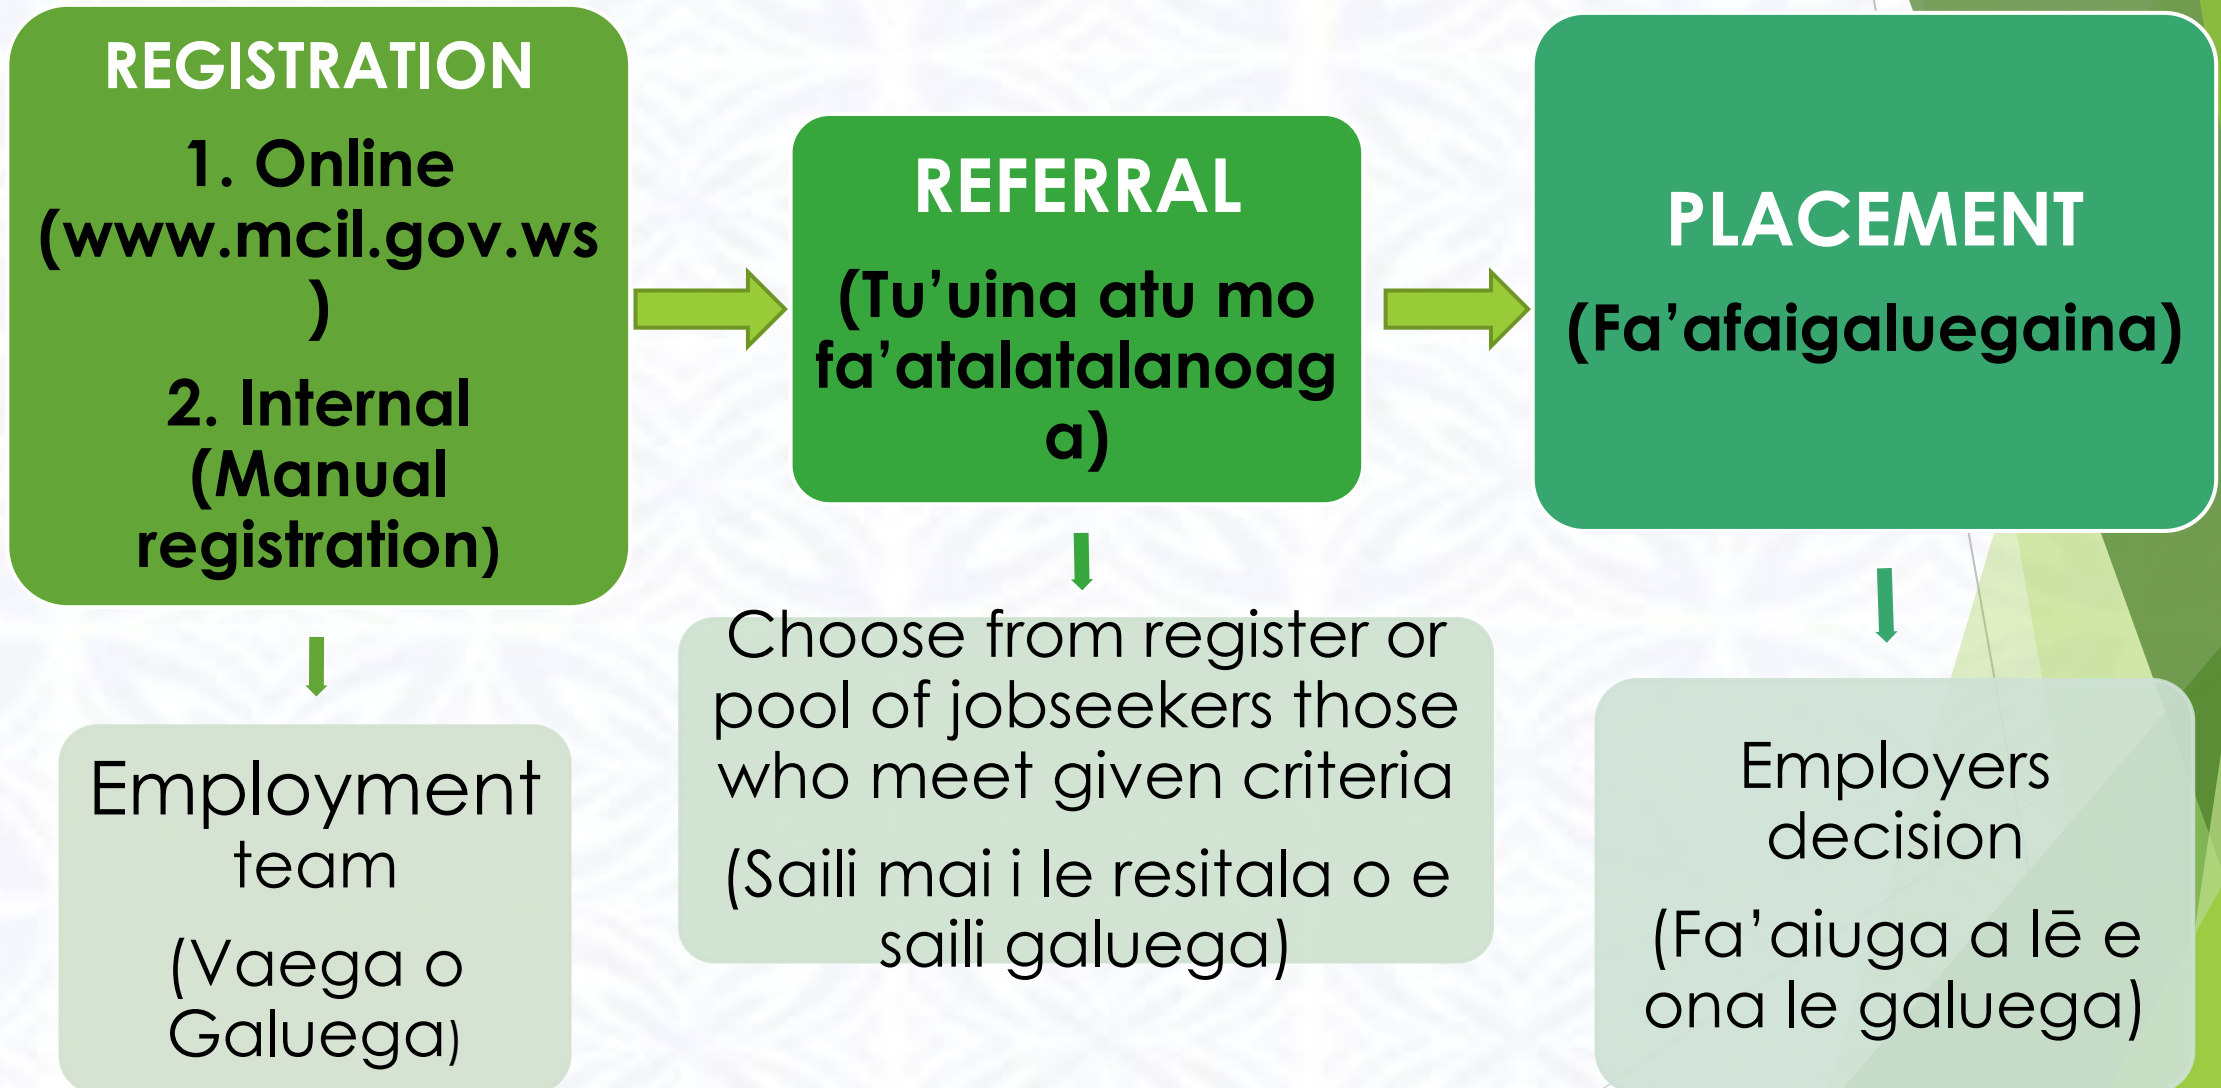 REGISTRATION
1. Online
(www.mcil.gov.ws
)
2. Internal
(Manual
registration)
Employment
team
(Vaega o
Galuega)
REFERRAL
(Tu’uina atu mo
fa’atalatalanoag
a)
Choose from register or
pool of jobseekers those
who meet given criteria
(Saili mai i le resitala o e
saili galuega)
PLACEMENT
(Fa’afaigaluegaina)
Employers
decision
(Fa’aiuga a lē e
ona le galuega)